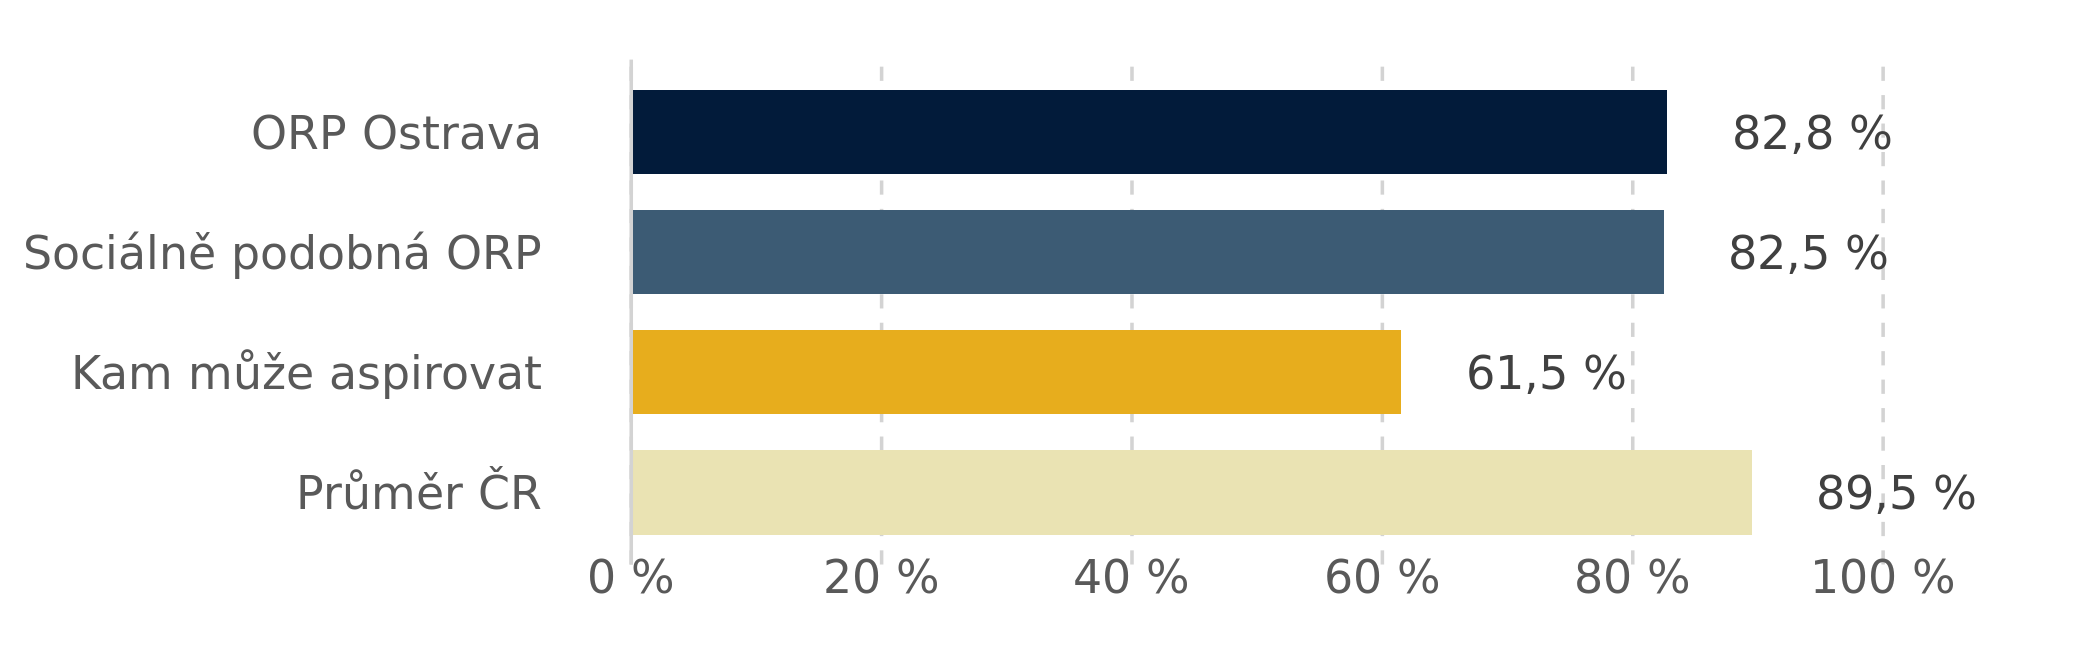 ORP Ostrava
82,8 %
Sociálně podobná ORP
82,5 %
Kam může aspirovat
61,5 %
Průměr ČR
89,5 %
0 % 20 % 40 % 60 % 80 % 100 %